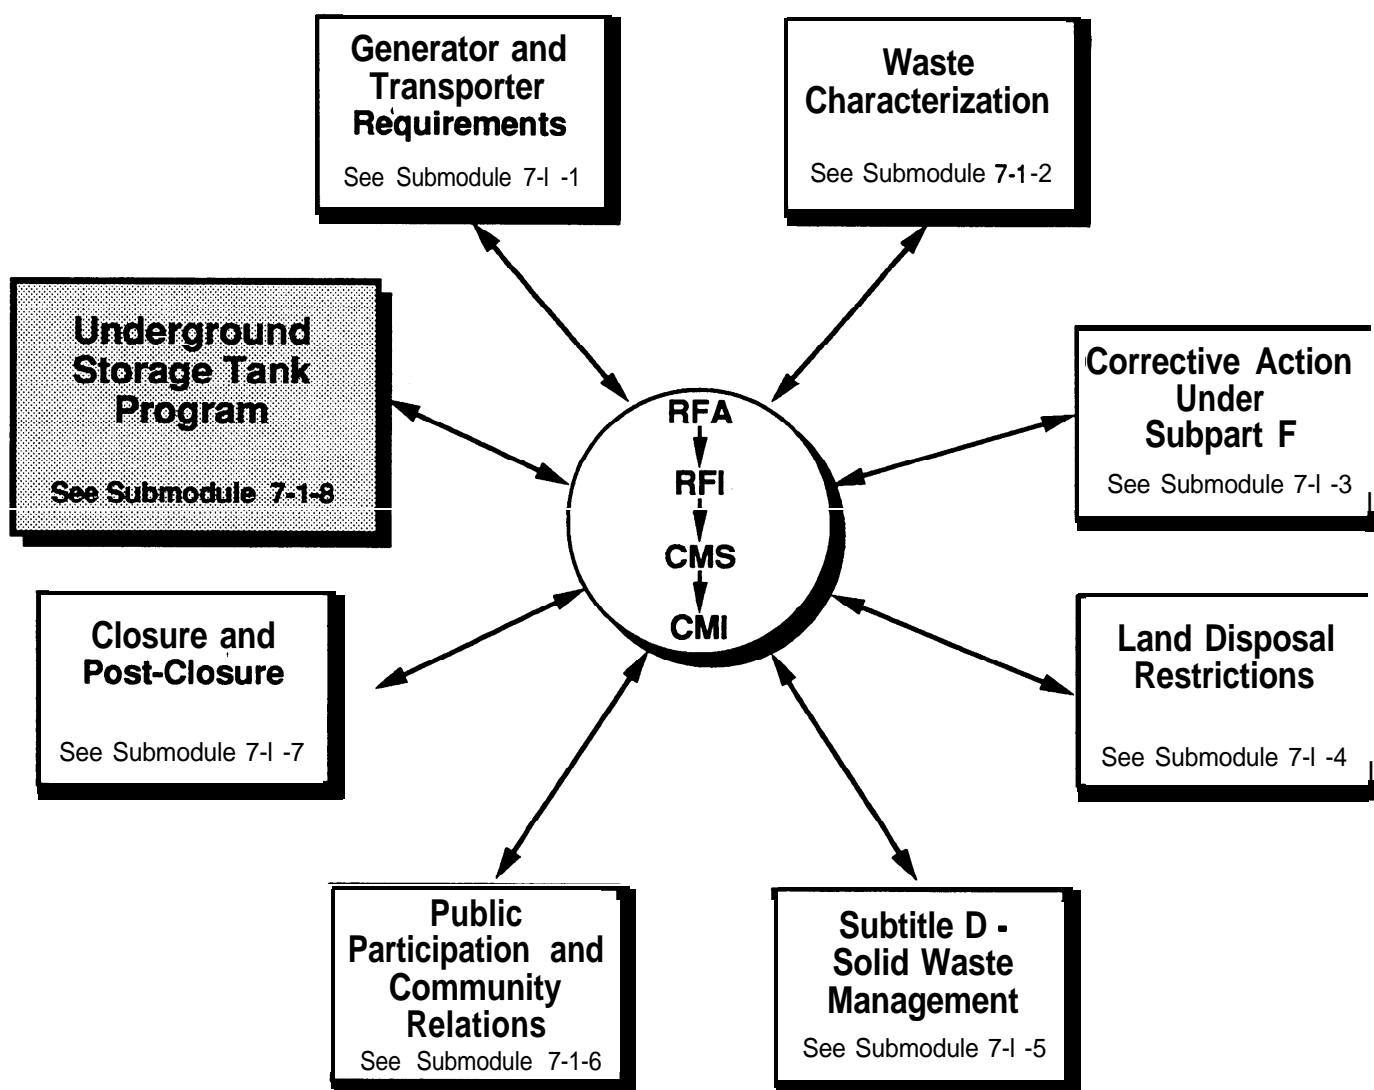 Generator and
Transporter
Requirements
See Submodule 7-I -1
Waste
Characterization
See Submodule 7-1-2
Underground
Storage Tank
Program
See Submodule 7-1-8
Corrective Action
Under
Subpart F
See Submodule 7-I -3
RFA
RFI
CMS
CMI
Closure and
Post-Closure
See Submodule 7-I -7
Land Disposal
Restrictions
See Submodule 7-I -4
Public
Participation and
Community
Relations
See Submodule 7-1-6
Subtitle D -
Solid Waste
Management
See Submodule 7-I -5